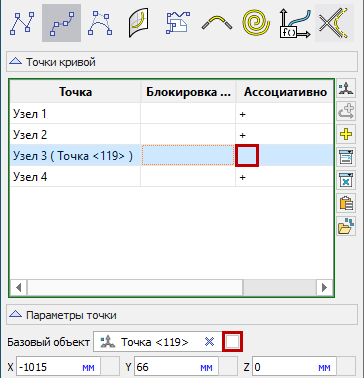 f()
Точки кривой
Точка Блокировка ... Ассоциативно
Узел 1 +
Узел 2 +
Узел 3 ( Точка <119> )
Узел 4 +
Параметры точки
Базовый объект Точка <119>
X -1015 мм Y 66 мм Z 0 мм